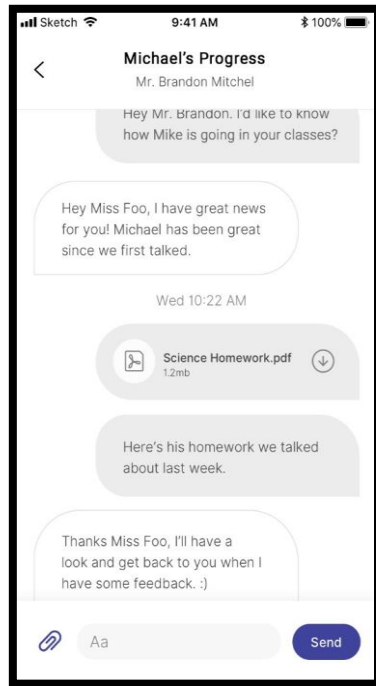 Sketch 9:41 AM 100%
Michael's Progress
Mr. Brandon Mitchel
Hey Mr. Brandon. I'd like to know
how Mike is going in your classes?
Hey Miss Foo, I have great news
for you! Michael has been great
since we first talked.
Wed 10:22 AM
Science Homework.pdf
1.2mb
Here's his homework we talked
about last week.
Thanks Miss Foo, I'll have a
look and get back to you when I
have some feedback. :)
Aa Send